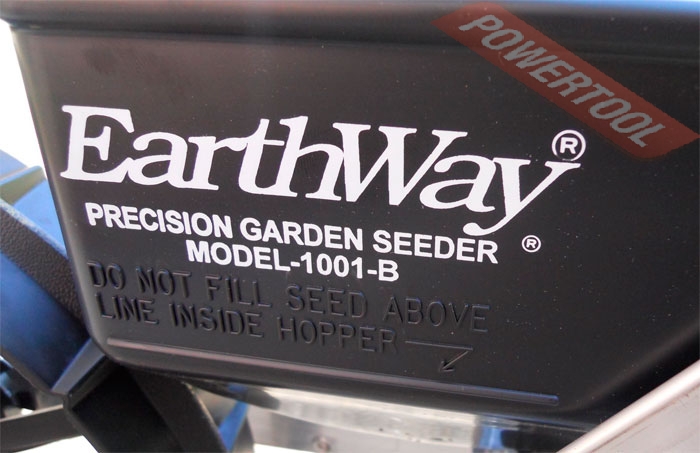 POWERTOOL
EarthWay®
PRECISION GARDEN SEEDER ®
MODEL-1001-B
DO NOT FILL SEED ABOVE
LINE INSIDE HOPPER